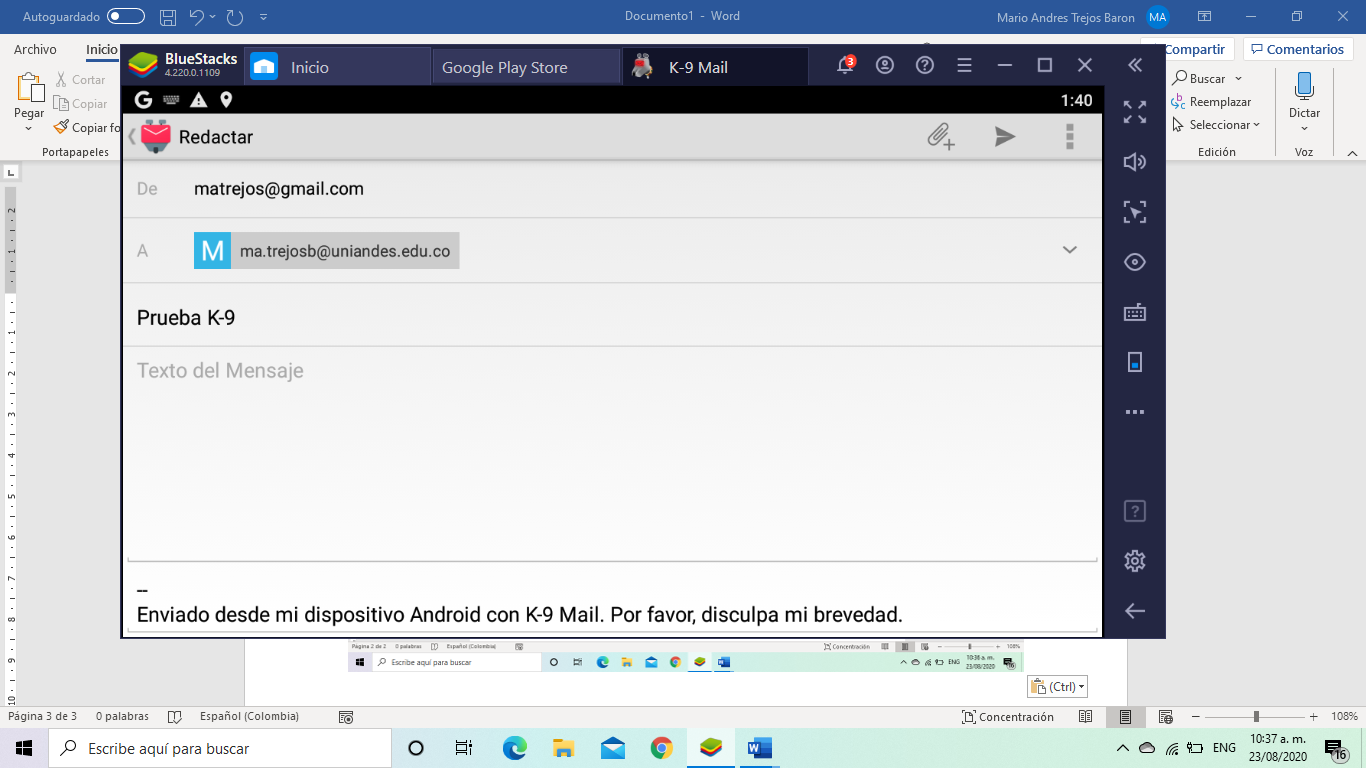 Autoguardado
Documento1 - Word
Mario Andres Trejos Baron MA
Archivo
Inicio
Compartir
Comentarios
Pegar
Cortar
Copiar
Copiar fo
Portapapeles
Buscar
Reemplazar
Seleccionar
Edición
Dictar
Voz
BlueStacks
4.220.0.1109
Inicio
Google Play Store
K-9 Mail
3
1:40
Redactar
De matrejos@gmail.com
A M ma.trejosb@uniandes.edu.co
Prueba K-9
Texto del Mensaje
--
Enviado desde mi dispositivo Android con K-9 Mail. Por favor, disculpa mi brevedad.
Página 2 de 2 0 palabras Español (Colombia) Concentración 108%
Escribe aquí para buscar ENG 10:38 a. m.
23/08/2020
(Ctrl)
Página 3 de 3 0 palabras Español (Colombia) Concentración 108%
Escribe aquí para buscar
ENG
10:37 a. m.
23/08/2020
16